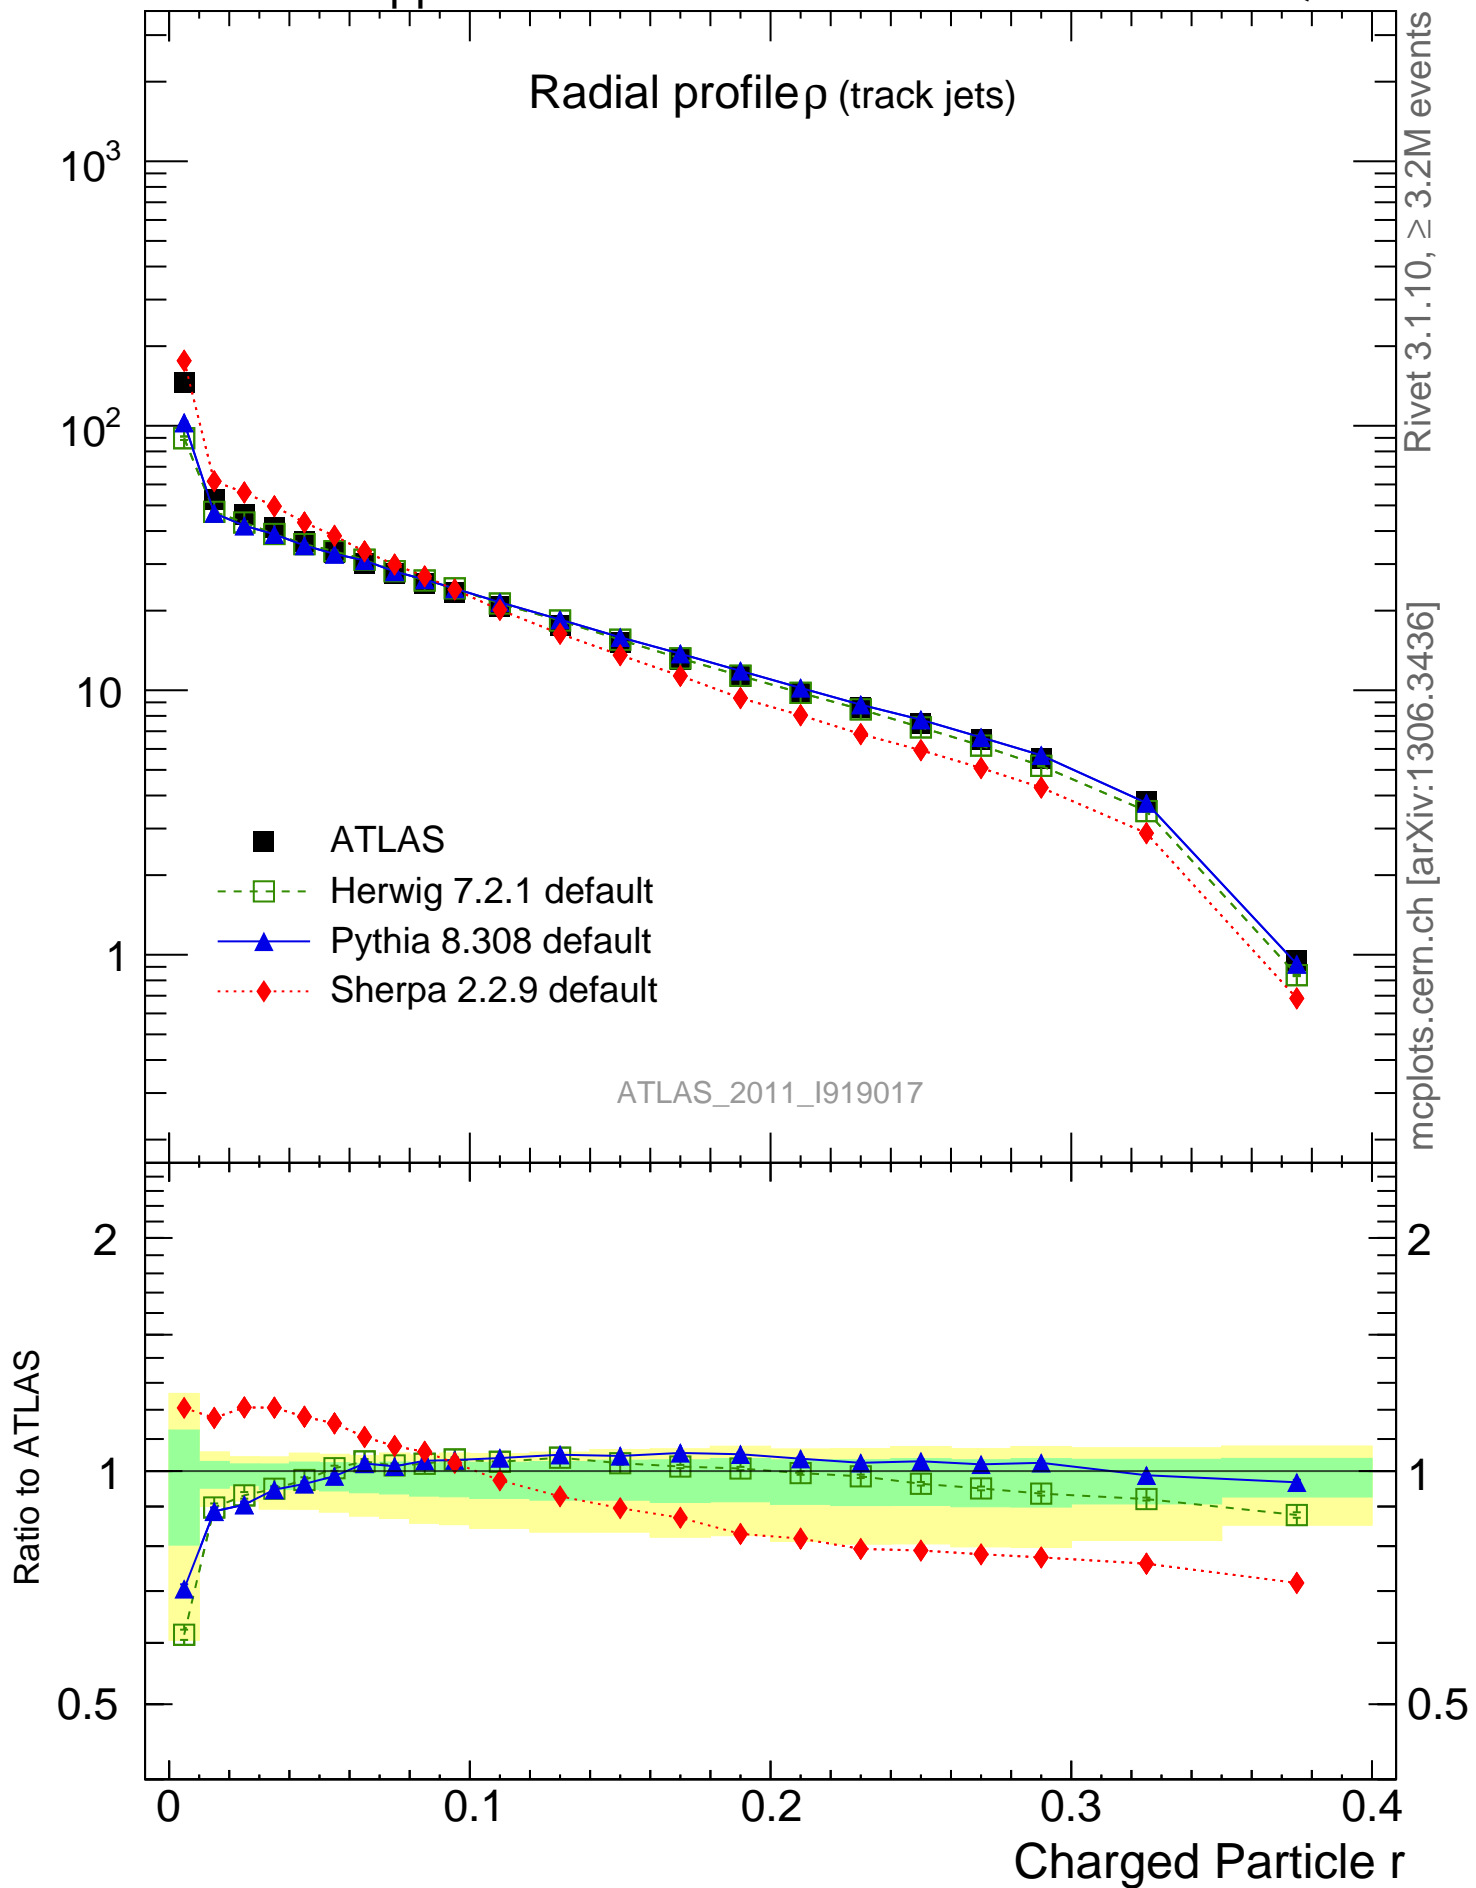 Radial profile ρ (track jets)
10³
10²
10
1
ATLAS
Herwig 7.2.1 default
Pythia 8.308 default
Sherpa 2.2.9 default
ATLAS_2011_I919017
Rivet 3.1.10, ≥ 3.2M events
mcplots.cern.ch [arXiv:1306.3436]
Ratio to ATLAS
2
1
0.5
2
1
0.5
0 0.1 0.2 0.3 0.4
Charged Particle r